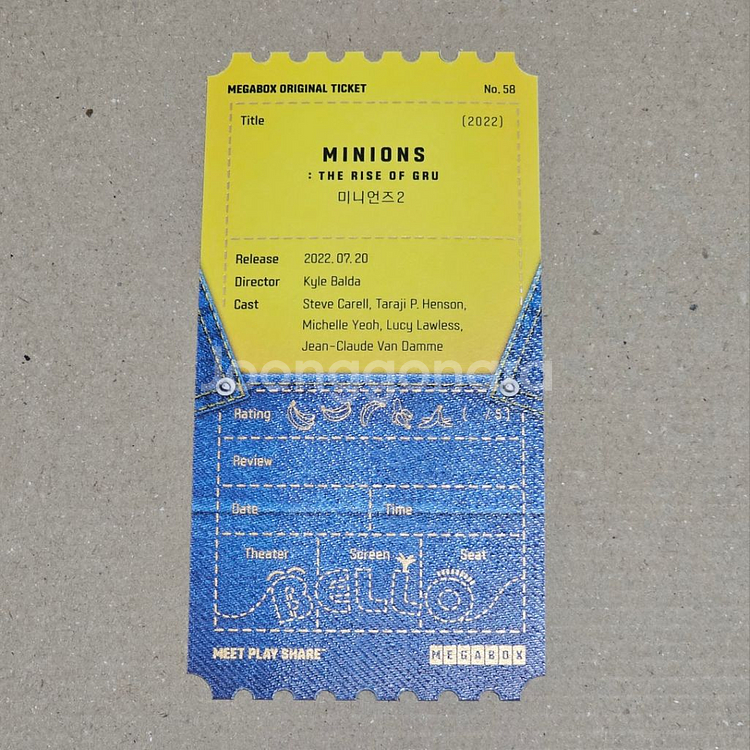 MEGABOX ORIGINAL TICKET No. 58
Title (2022)
MINIONS
: THE RISE OF GRU
미니언즈2
Release 2022. 07. 20
Director Kyle Balda
Cast Steve Carell, Taraji P. Henson,
Michelle Yeoh, Lucy Lawless,
Jean-Claude Van Damme
Joonggonara
Rating ( / 5 )
Review
Date Time
Theater Screen Seat
BELLO
MEET PLAY SHARE™ MEGABOX